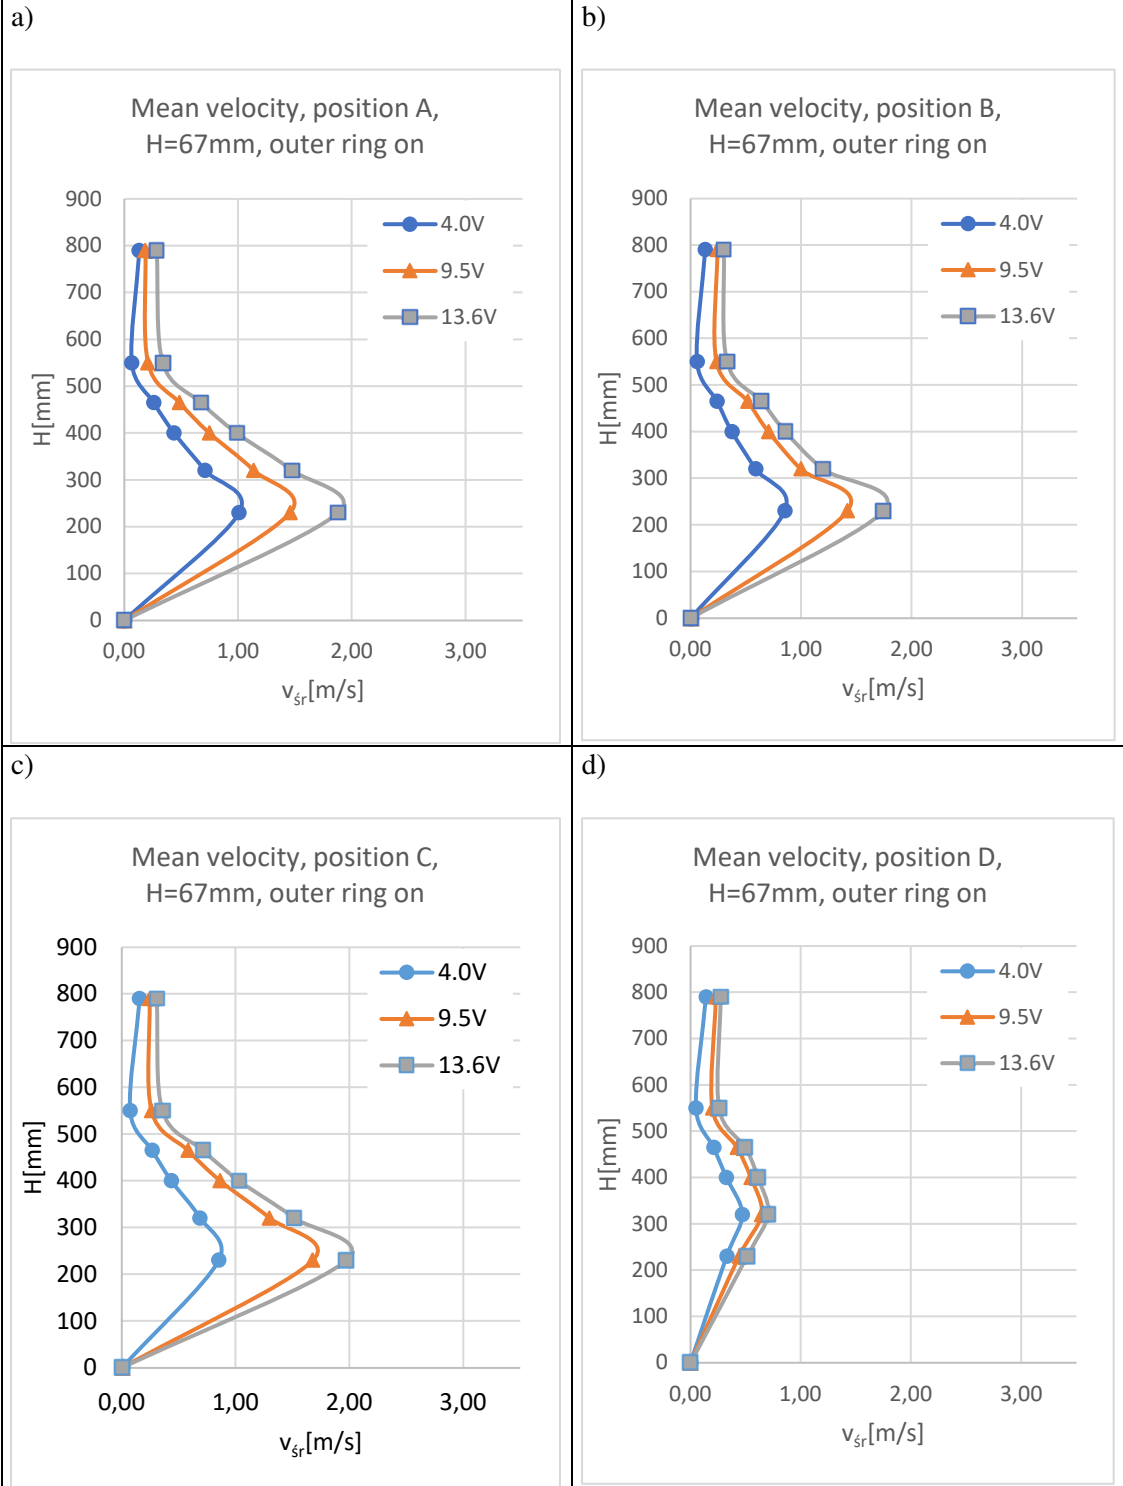 a)
Mean velocity, position A,
H=67mm, outer ring on
900
800
700
600
500
400
300
200
100
0
H[mm]
4.0V
9.5V
13.6V
0,00 1,00 2,00 3,00
vśr[m/s]
b)
Mean velocity, position B,
H=67mm, outer ring on
900
800
700
600
500
400
300
200
100
0
H[mm]
4.0V
9.5V
13.6V
0,00 1,00 2,00 3,00
vśr[m/s]
c)
Mean velocity, position C,
H=67mm, outer ring on
900
800
700
600
500
400
300
200
100
0
H[mm]
4.0V
9.5V
13.6V
0,00 1,00 2,00 3,00
vśr[m/s]
d)
Mean velocity, position D,
H=67mm, outer ring on
900
800
700
600
500
400
300
200
100
0
H[mm]
4.0V
9.5V
13.6V
0,00 1,00 2,00 3,00
vśr[m/s]